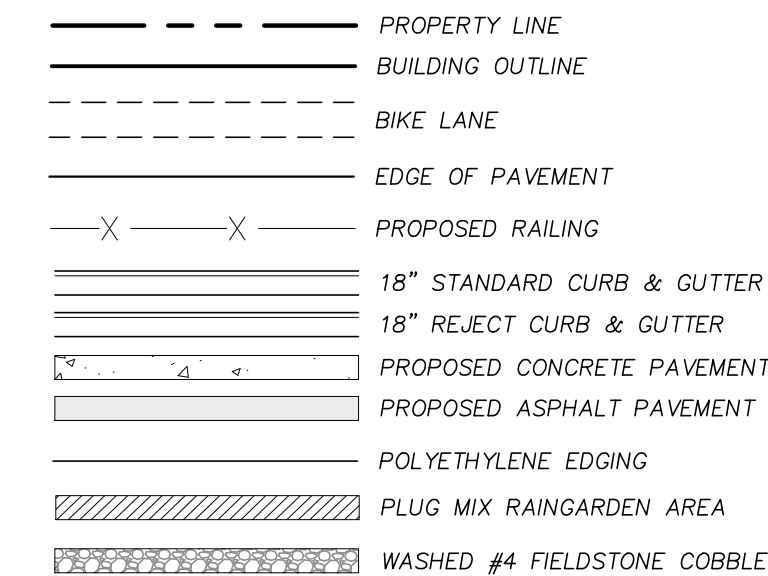 PROPERTY LINE
BUILDING OUTLINE
BIKE LANE
EDGE OF PAVEMENT
PROPOSED RAILING
18” STANDARD CURB & GUTTER
18” REJECT CURB & GUTTER
PROPOSED CONCRETE PAVEMENT
PROPOSED ASPHALT PAVEMENT
POLYETHYLENE EDGING
PLUG MIX RAINGARDEN AREA
WASHED #4 FIELDSTONE COBBLE